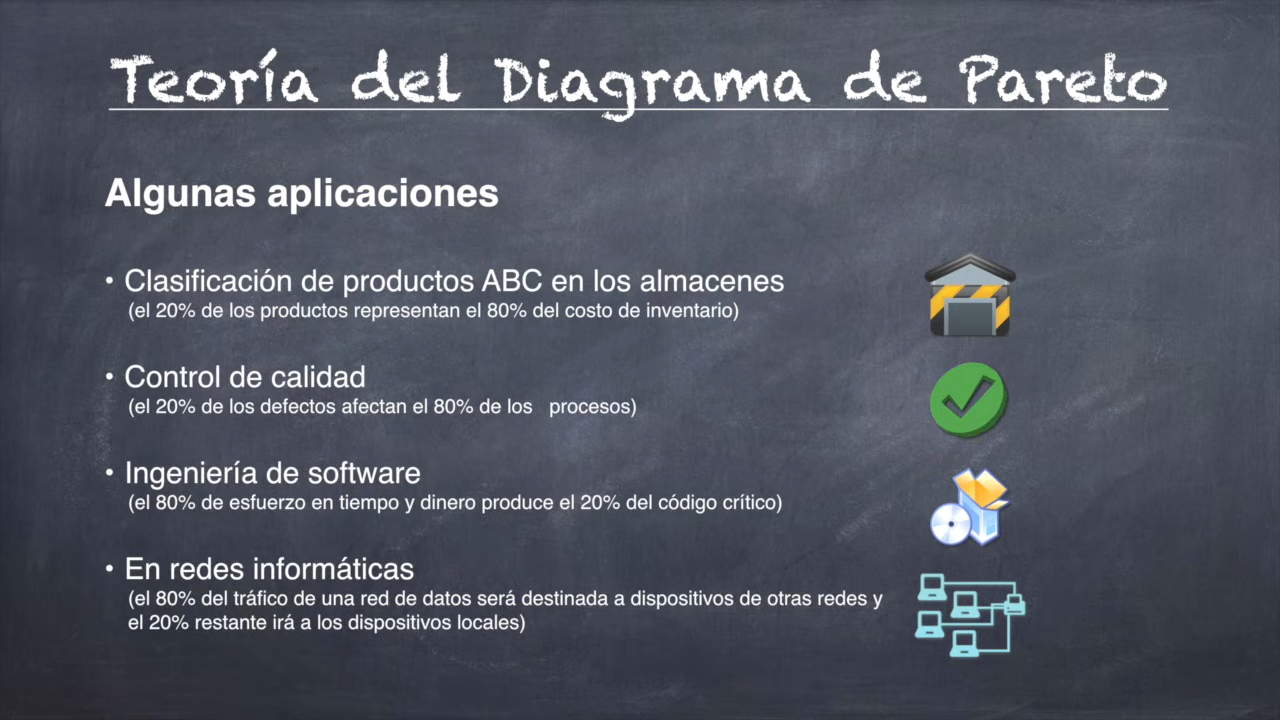 Teoría del Diagrama de Pareto
Algunas aplicaciones
• Clasificación de productos ABC en los almacenes
(el 20% de los productos representan el 80% del costo de inventario)
• Control de calidad
(el 20% de los defectos afectan el 80% de los procesos)
• Ingeniería de software
(el 80% de esfuerzo en tiempo y dinero produce el 20% del código crítico)
• En redes informáticas
(el 80% del tráfico de una red de datos será destinada a dispositivos de otras redes y
el 20% restante irá a los dispositivos locales)